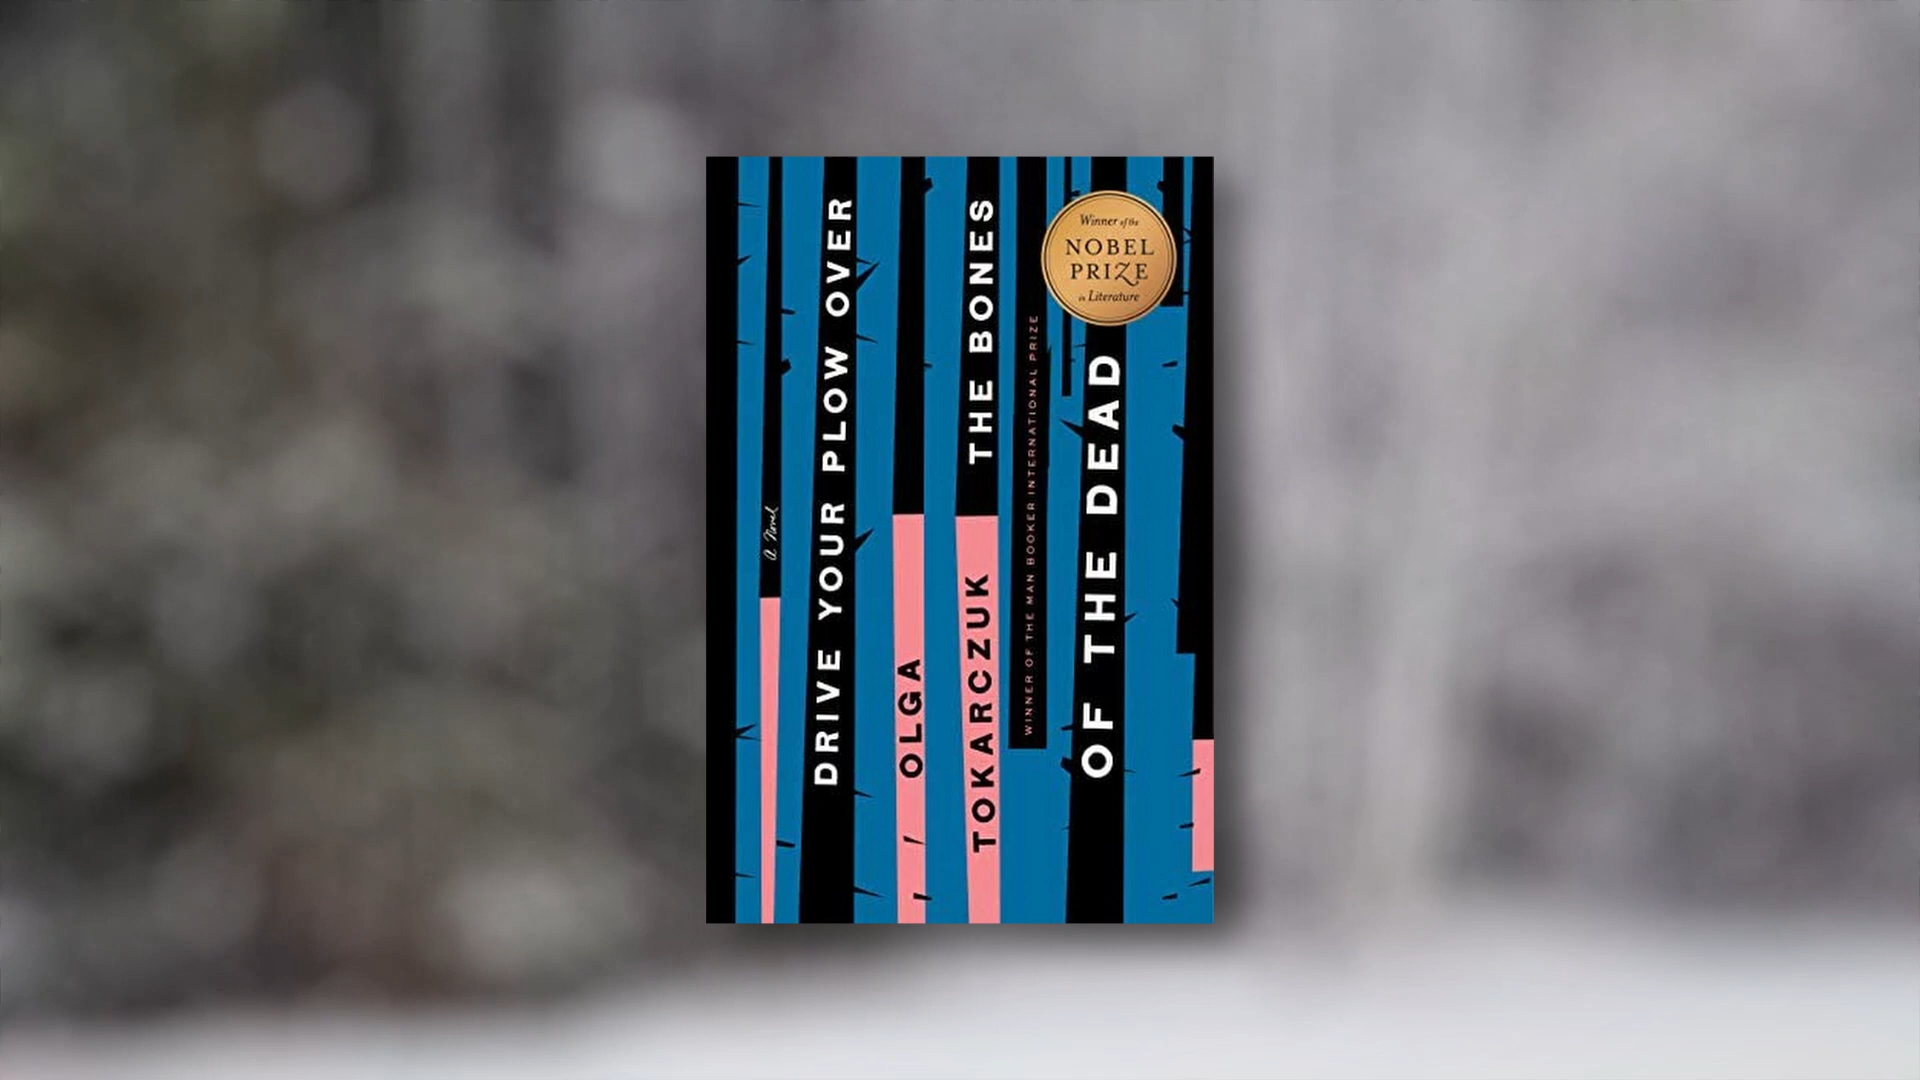 A Novel
DRIVE YOUR PLOW OVER
THE BONES
OF THE DEAD
OLGA
TOKARCZUK
WINNER OF THE MAN BOOKER INTERNATIONAL PRIZE
Winner of the
NOBEL
PRIZE
in Literature